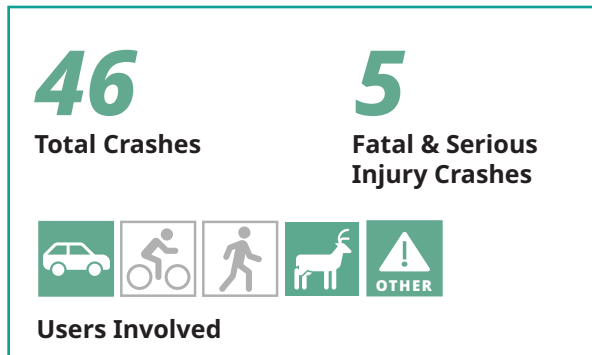 46
Total Crashes
5
Fatal & Serious
Injury Crashes
OTHER
Users Involved